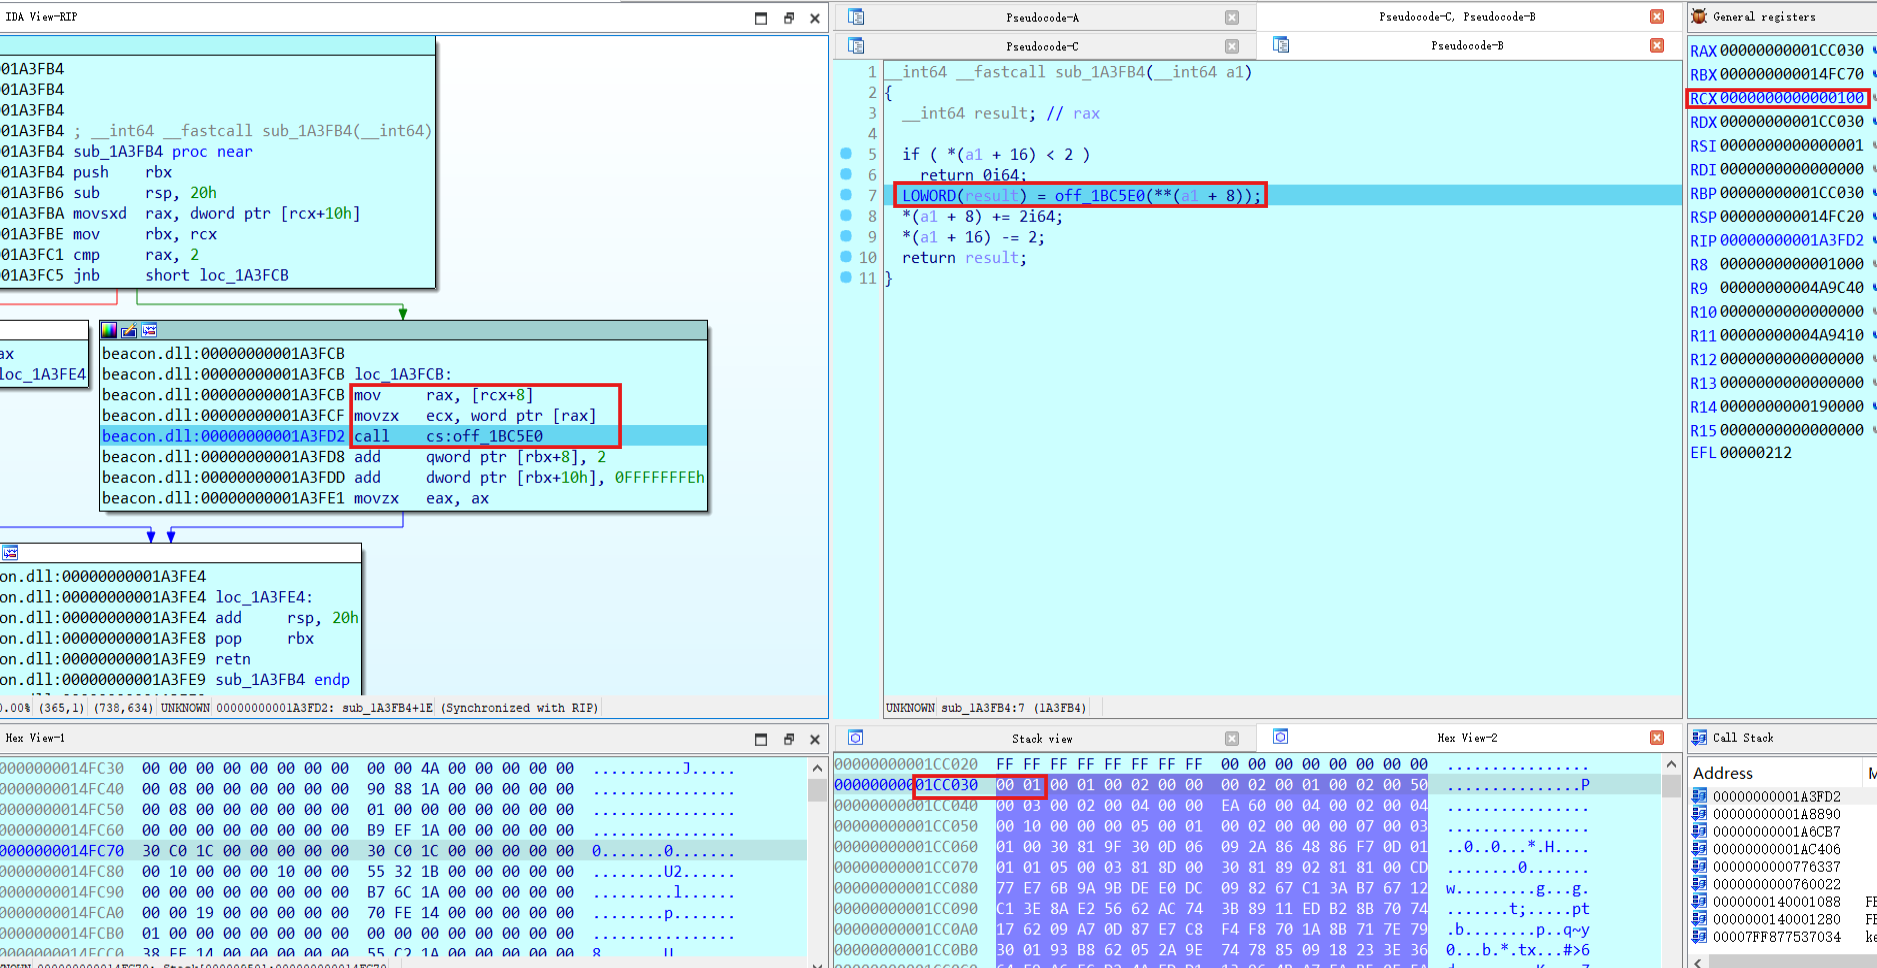 IDA View-RIP
01A3FB4
01A3FB4
01A3FB4
01A3FB4 ; __int64 __fastcall sub_1A3FB4(__int64)
01A3FB4 sub_1A3FB4 proc near
01A3FB4 push rbx
01A3FB6 sub rsp, 20h
01A3FBA movsxd rax, dword ptr [rcx+10h]
01A3FBE mov rbx, rcx
01A3FC1 cmp rax, 2
01A3FC5 jnb short loc_1A3FCB
ax
loc_1A3FE4
beacon.dll:00000000001A3FCB
beacon.dll:00000000001A3FCB loc_1A3FCB:
beacon.dll:00000000001A3FCB mov rax, [rcx+8]
beacon.dll:00000000001A3FCF movzx ecx, word ptr [rax]
beacon.dll:00000000001A3FD2 call cs:off_1BC5E0
beacon.dll:00000000001A3FD8 add qword ptr [rbx+8], 2
beacon.dll:00000000001A3FDD add dword ptr [rbx+10h], 0FFFFFFFEh
beacon.dll:00000000001A3FE1 movzx eax, ax
on.dll:00000000001A3FE4
on.dll:00000000001A3FE4 loc_1A3FE4:
on.dll:00000000001A3FE4 add rsp, 20h
on.dll:00000000001A3FE8 pop rbx
on.dll:00000000001A3FE9 retn
on.dll:00000000001A3FE9 sub_1A3FB4 endp
0.00% (365,1) (738,634) UNKNOWN 00000000001A3FD2: sub_1A3FB4+1E (Synchronized with RIP)
Pseudocode-A
Pseudocode-C, Pseudocode-B
Pseudocode-C
Pseudocode-B
1 __int64 __fastcall sub_1A3FB4(__int64 a1)
2 {
3 __int64 result; // rax
4
5 if ( *(a1 + 16) < 2 )
6 return 0i64;
7 LOWORD(result) = off_1BC5E0(**(a1 + 8));
8 *(a1 + 8) += 2i64;
9 *(a1 + 16) -= 2;
10 return result;
11 }
UNKNOWN sub_1A3FB4:7 (1A3FB4)
General registers
RAX 00000000001CC030
RBX 000000000014FC70
RCX 0000000000000100
RDX 00000000001CC030
RSI 0000000000000001
RDI 0000000000000000
RBP 00000000001CC030
RSP 000000000014FC20
RIP 00000000001A3FD2
R8 0000000000001000
R9 00000000004A9C40
R10 0000000000000000
R11 00000000004A9410
R12 0000000000000000
R13 0000000000000000
R14 0000000000190000
R15 0000000000000000
EFL 00000212
Hex View-1
0000000014FC30 00 00 00 00 00 00 00 00 00 00 4A 00 00 00 00 00 ..........J.....
0000000014FC40 00 08 00 00 00 00 00 00 90 88 1A 00 00 00 00 00 ................
0000000014FC50 00 08 00 00 00 00 00 00 01 00 00 00 00 00 00 00 ................
0000000014FC60 00 00 00 00 00 00 00 00 B9 EF 1A 00 00 00 00 00 ................
0000000014FC70 30 C0 1C 00 00 00 00 00 30 C0 1C 00 00 00 00 00 0.......0.......
0000000014FC80 00 10 00 00 00 10 00 00 55 32 1B 00 00 00 00 00 ........U2......
0000000014FC90 00 00 00 00 00 00 00 00 B7 6C 1A 00 00 00 00 00 .........l......
0000000014FCA0 00 00 19 00 00 00 00 00 70 FE 14 00 00 00 00 00 ........p.......
0000000014FCB0 01 00 00 00 00 00 00 00 00 00 00 00 00 00 00 00 ................
Stack view
Hex View-2
00000000001CC020 FF FF FF FF FF FF FF FF 00 00 00 00 00 00 00 00 ................
00000000001CC030 00 01 00 01 00 02 00 00 00 02 00 01 00 02 00 50 ...............P
00000000001CC040 00 03 00 02 00 04 00 00 EA 60 00 04 00 02 00 04 .........`......
00000000001CC050 00 10 00 00 00 05 00 01 00 02 00 00 00 07 00 03 ................
00000000001CC060 01 00 30 81 9F 30 0D 06 09 2A 86 48 86 F7 0D 01 ..0..0...*.H....
00000000001CC070 01 01 05 00 03 81 8D 00 30 81 89 02 81 81 00 CD ........0.......
00000000001CC080 77 E7 6B 9A 9B DE E0 DC 09 82 67 C1 3A B7 67 12
00000000001CC090 C1 3E 8A E2 56 62 AC 74 3B 89 11 ED B2 8B 70 74
00000000001CC0A0 17 62 09 A7 0D 87 E7 C8 F4 F8 70 1A 8B 71 7E 79
00000000001CC0B0 30 01 93 B8 62 05 2A 9E 74 78 85 09 18 23 3E 36
Call Stack
Address
00000000001A3FD2
00000000001A8890
00000000001A6CB7
00000000001AC406
0000000000776337
0000000000760022
0000000140001088
0000000140001280
00007FF877537034